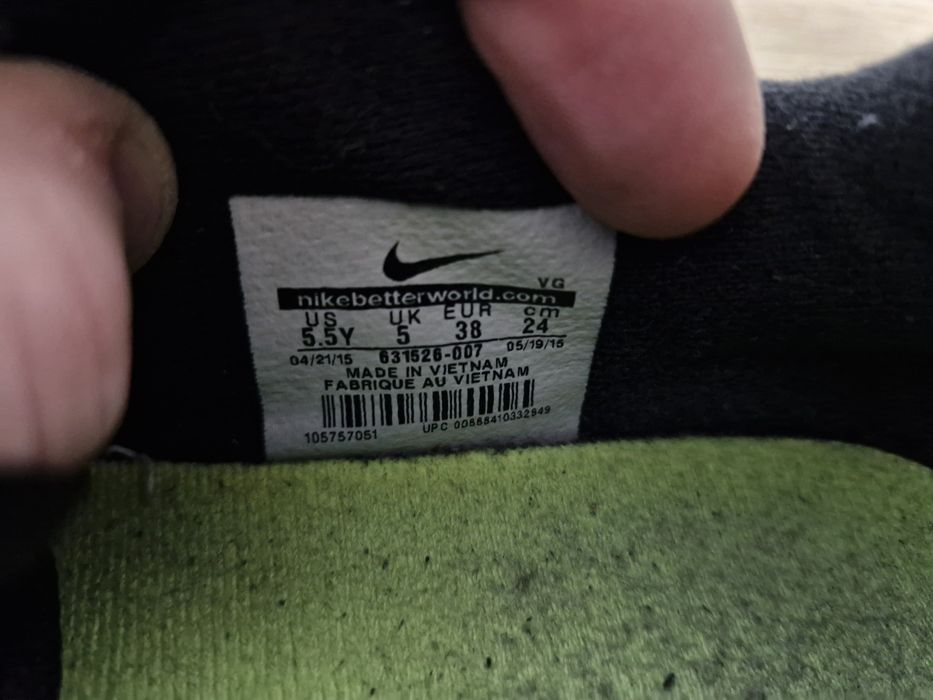 VG
nikebetterworld.com
US UK EUR cm
5.5Y 5 38 24
04/21/15 631526-007 05/19/15
MADE IN VIETNAM
FABRIQUE AU VIETNAM
105757051 UPC 00888410332949